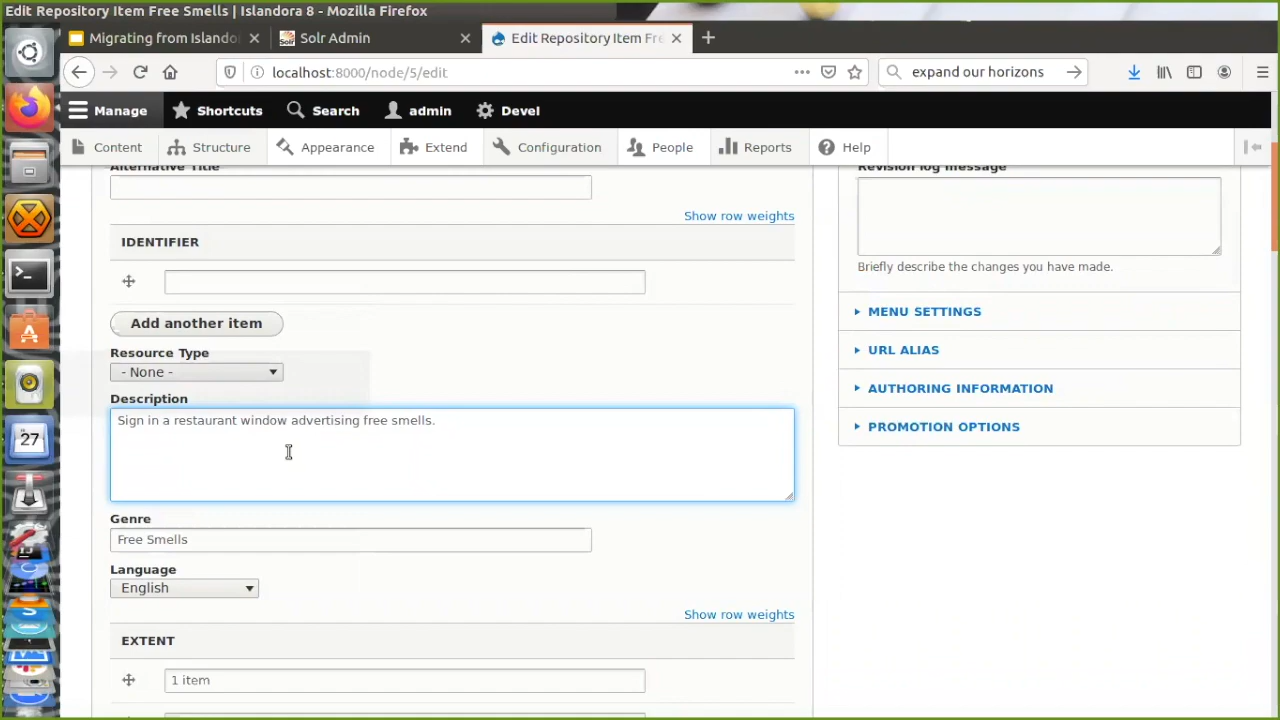 Edit Repository Item Free Smells | Islandora 8 - Mozilla Firefox
Migrating from Islando
Solr Admin
Edit Repository Item Fre
localhost:8000/node/5/edit
expand our horizons
Manage
Shortcuts
Search
admin
Devel
Content
Structure
Appearance
Extend
Configuration
People
Reports
Help
Alternative Title
Show row weights
IDENTIFIER
Add another item
Resource Type
- None -
Description
Sign in a restaurant window advertising free smells.
Genre
Free Smells
Language
English
Show row weights
EXTENT
1 item
Revision log message
Briefly describe the changes you have made.
MENU SETTINGS
URL ALIAS
AUTHORING INFORMATION
PROMOTION OPTIONS
27